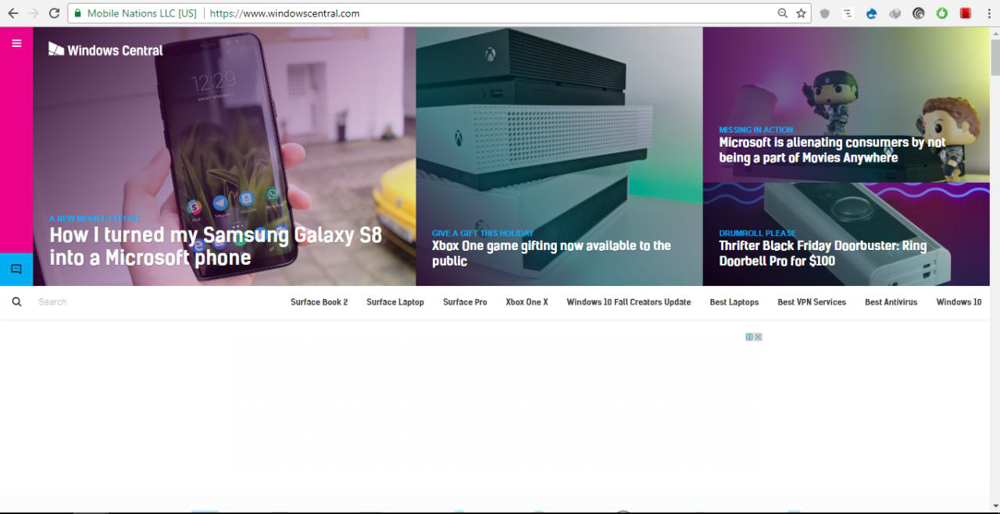 Mobile Nations LLC [US]
https://www.windowscentral.com
Windows Central
12:29
A NEW MOBILE EFFORT
How I turned my Samsung Galaxy S8
into a Microsoft phone
GIVE A GIFT THIS HOLIDAY
Xbox One game gifting now available to the
public
MISSING IN ACTION
Microsoft is alienating consumers by not
being a part of Movies Anywhere
DRUMROLL PLEASE
Thrifter Black Friday Doorbuster: Ring
Doorbell Pro for $100
Search
Surface Book 2
Surface Laptop
Surface Pro
Xbox One X
Windows 10 Fall Creators Update
Best Laptops
Best VPN Services
Best Antivirus
Windows 10